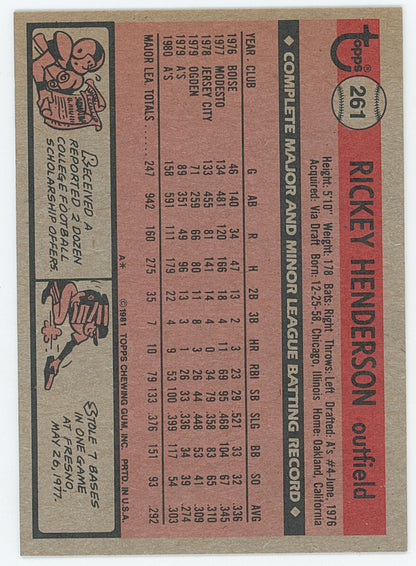 Topps
261
RICKEY HENDERSON outfield
Height: 5'10" Weight: 178 Bats: Right Throws: Left Drafted: A's #4-June, 1976
Acquired: Via Draft Born: 12-25-58 Chicago, Illinois Home: Oakland, California
COMPLETE MAJOR AND MINOR LEAGUE BATTING RECORD
YEAR CLUB G AB R H 2B 3B HR RBI SB SLG BB SO AVG
1976 BOISE 46 140 34 47 13 2 3 23 29 .521 33 32 .336
1977 MODESTO 134 481 120 166 18 4 11 69 95 .468 104 67 .345
1978 JERSEY CITY 133 455 81 141 14 4 0 34 81 83 67 .310
1979 OGDEN 71 259 66 80 11 8 3 26 44 .448 53 41 .309
1979 A'S 89 351 49 96 13 3 1 26 33 .336 34 39 .274
1980 A'S 158 591 111 179 22 4 9 53 100 .399 117 54 .303
MAJOR LEA TOTALS 247 942 160 275 35 7 10 79 133 .376 151 93 .292
A* ©1981 TOPPS CHEWING GUM, INC. PRTD. IN U.S.A.
RECEIVED A
REPORTED 2 DOZEN
COLLEGE FOOTBALL
SCHOLARSHIP OFFERS.
STOLE 7 BASES
IN ONE GAME
AT FRESNO,
MAY 26, 1977.